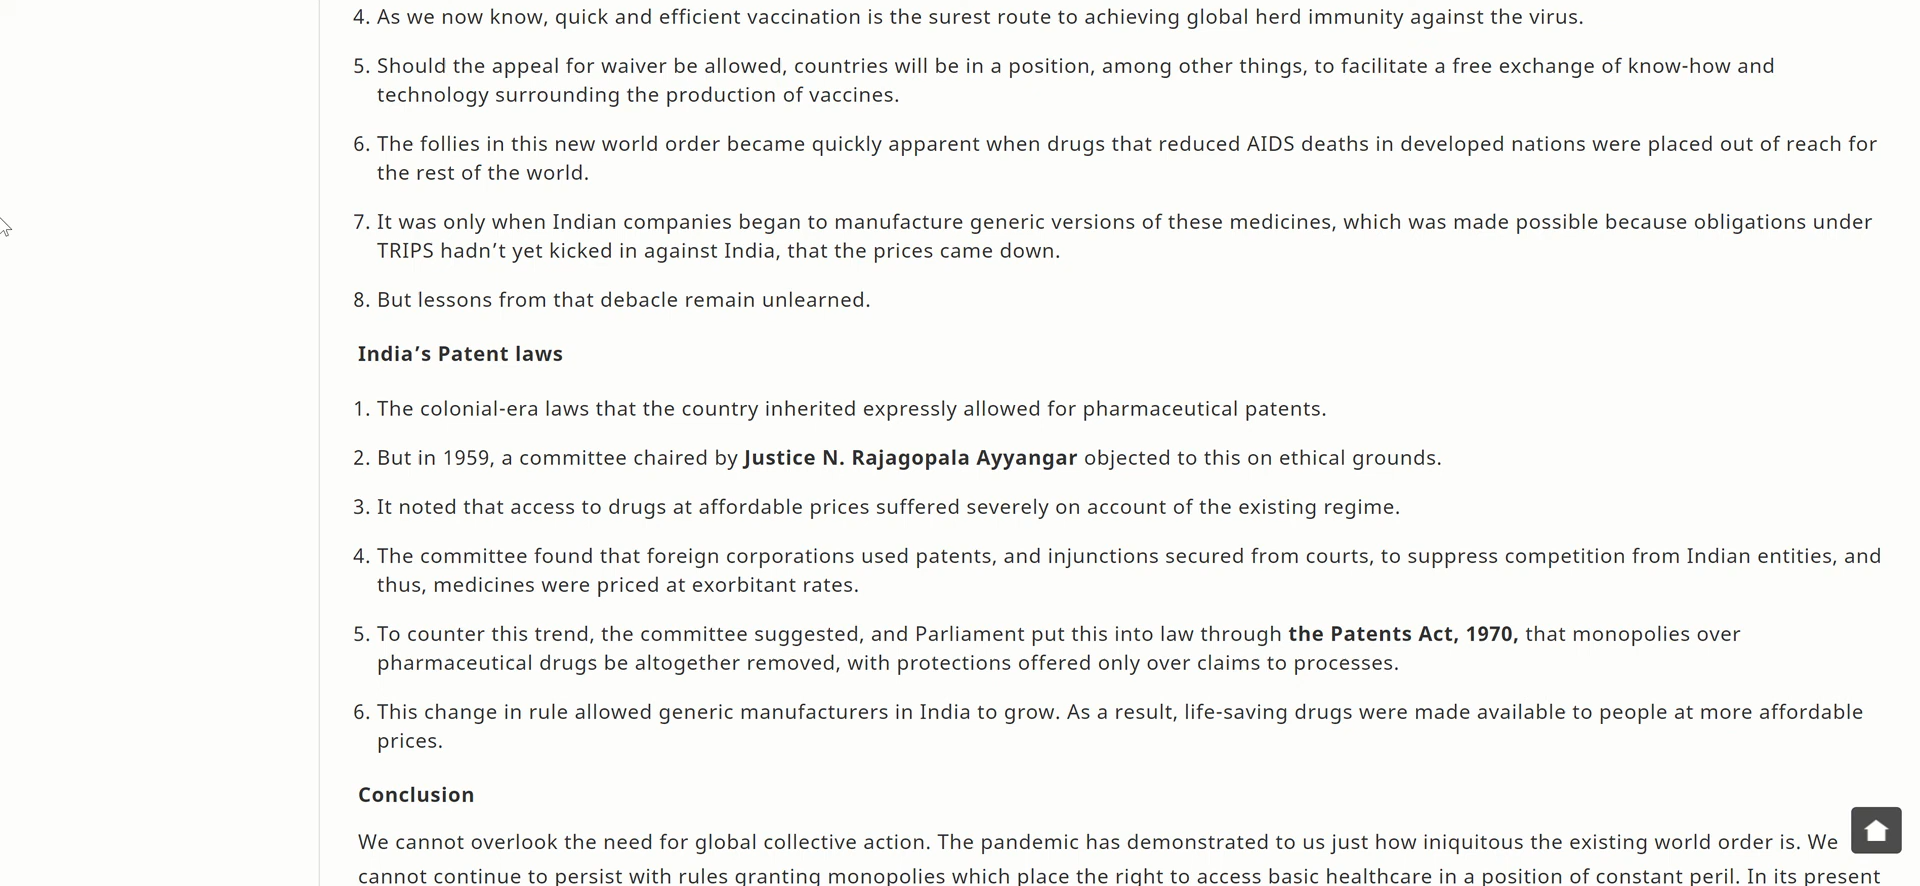 4. As we now know, quick and efficient vaccination is the surest route to achieving global herd immunity against the virus.
5. Should the appeal for waiver be allowed, countries will be in a position, among other things, to facilitate a free exchange of know-how and
technology surrounding the production of vaccines.
6. The follies in this new world order became quickly apparent when drugs that reduced AIDS deaths in developed nations were placed out of reach for
the rest of the world.
7. It was only when Indian companies began to manufacture generic versions of these medicines, which was made possible because obligations under
TRIPS hadn’t yet kicked in against India, that the prices came down.
8. But lessons from that debacle remain unlearned.
India’s Patent laws
1. The colonial-era laws that the country inherited expressly allowed for pharmaceutical patents.
2. But in 1959, a committee chaired by Justice N. Rajagopala Ayyangar objected to this on ethical grounds.
3. It noted that access to drugs at affordable prices suffered severely on account of the existing regime.
4. The committee found that foreign corporations used patents, and injunctions secured from courts, to suppress competition from Indian entities, and
thus, medicines were priced at exorbitant rates.
5. To counter this trend, the committee suggested, and Parliament put this into law through the Patents Act, 1970, that monopolies over
pharmaceutical drugs be altogether removed, with protections offered only over claims to processes.
6. This change in rule allowed generic manufacturers in India to grow. As a result, life-saving drugs were made available to people at more affordable
prices.
Conclusion
We cannot overlook the need for global collective action. The pandemic has demonstrated to us just how iniquitous the existing world order is. We
cannot continue to persist with rules granting monopolies which place the right to access basic healthcare in a position of constant peril. In its present